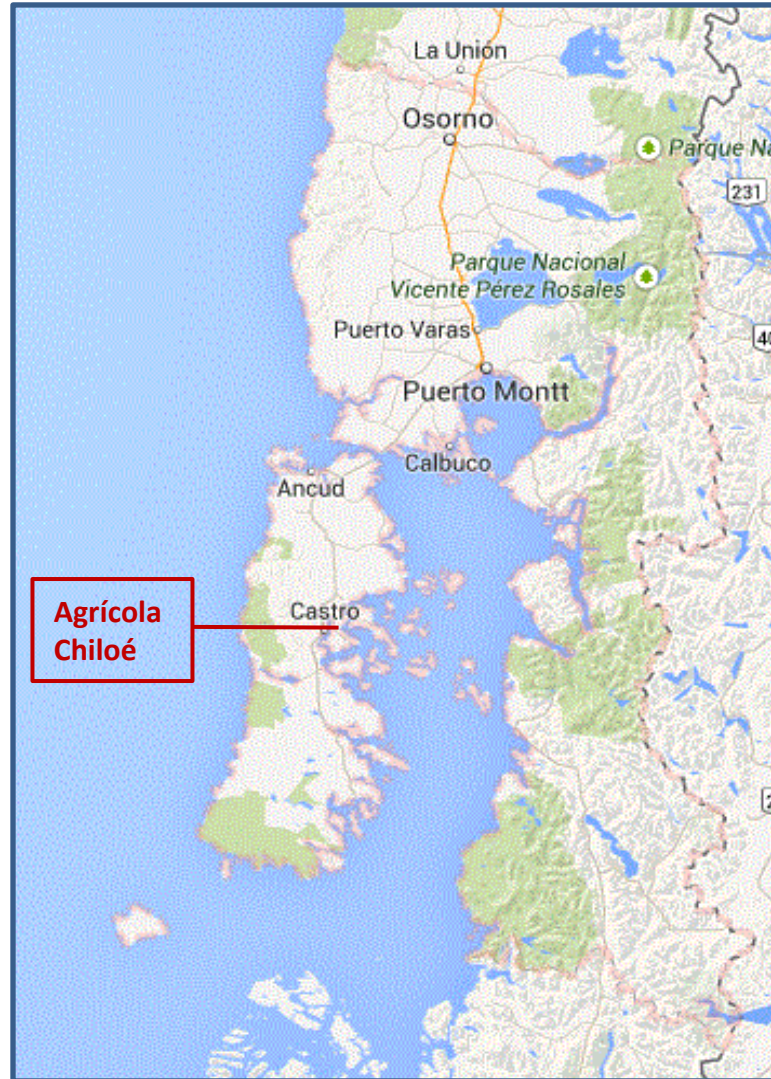 La Unión
Osorno
Parque Na
231
Parque Nacional
Vicente Pérez Rosales
40
Puerto Varas
Puerto Montt
Calbuco
Ancud
Agrícola
Chiloé
Castro
2